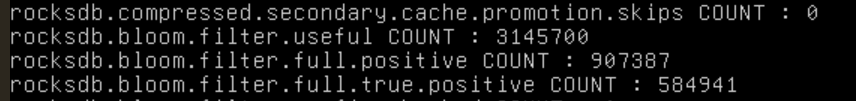 rocksdb.compressed.secondary.cache.promotion.skips COUNT : 0
rocksdb.bloom.filter.useful COUNT : 3145700
rocksdb.bloom.filter.full.positive COUNT : 907387
rocksdb.bloom.filter.full.true.positive COUNT : 584941